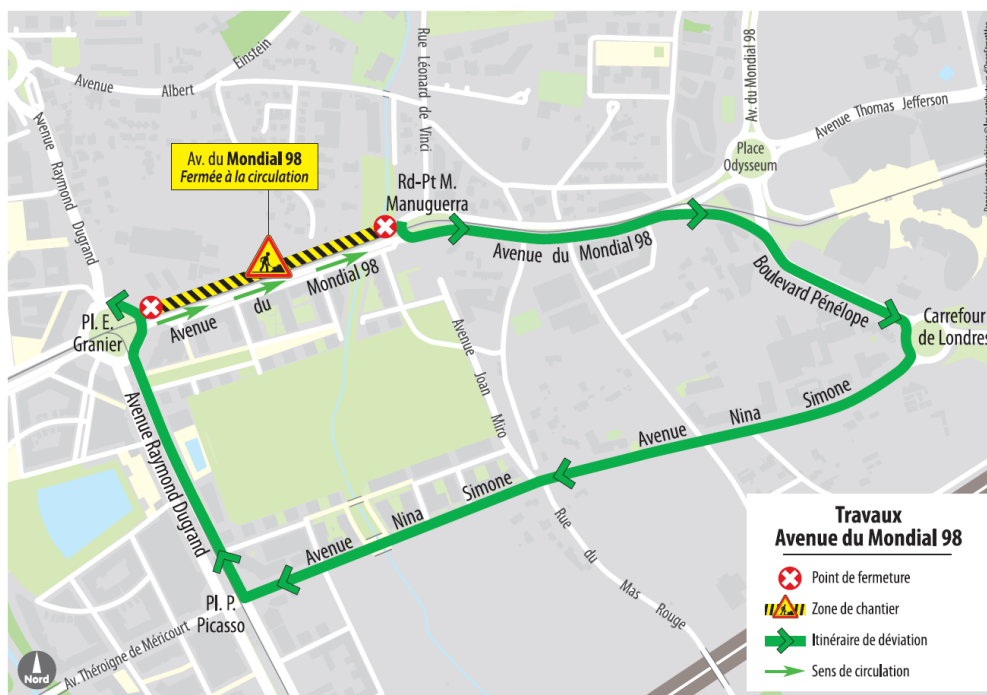 Avenue Albert Einstein
Rue Léonard de Vinci
Av. du Mondial 98
Avenue Thomas Jefferson
Place
Odysseum
Avenue Raymond Dugrand
Av. du Mondial 98
Fermée à la circulation
Rd-Pt M.
Manuguerra
Avenue du Mondial 98
Avenue du Mondial 98
Boulevard Pénélope
Carrefour
de Londres
Pl. E.
Granier
Avenue Joan Miro
Avenue Nina Simone
Avenue Raymond Dugrand
Avenue Nina Simone
Rue du Mas Rouge
Pl. P.
Picasso
Av. Théroigne de Méricourt
Nord
Travaux
Avenue du Mondial 98
Point de fermeture
Zone de chantier
Itinéraire de déviation
Sens de circulation